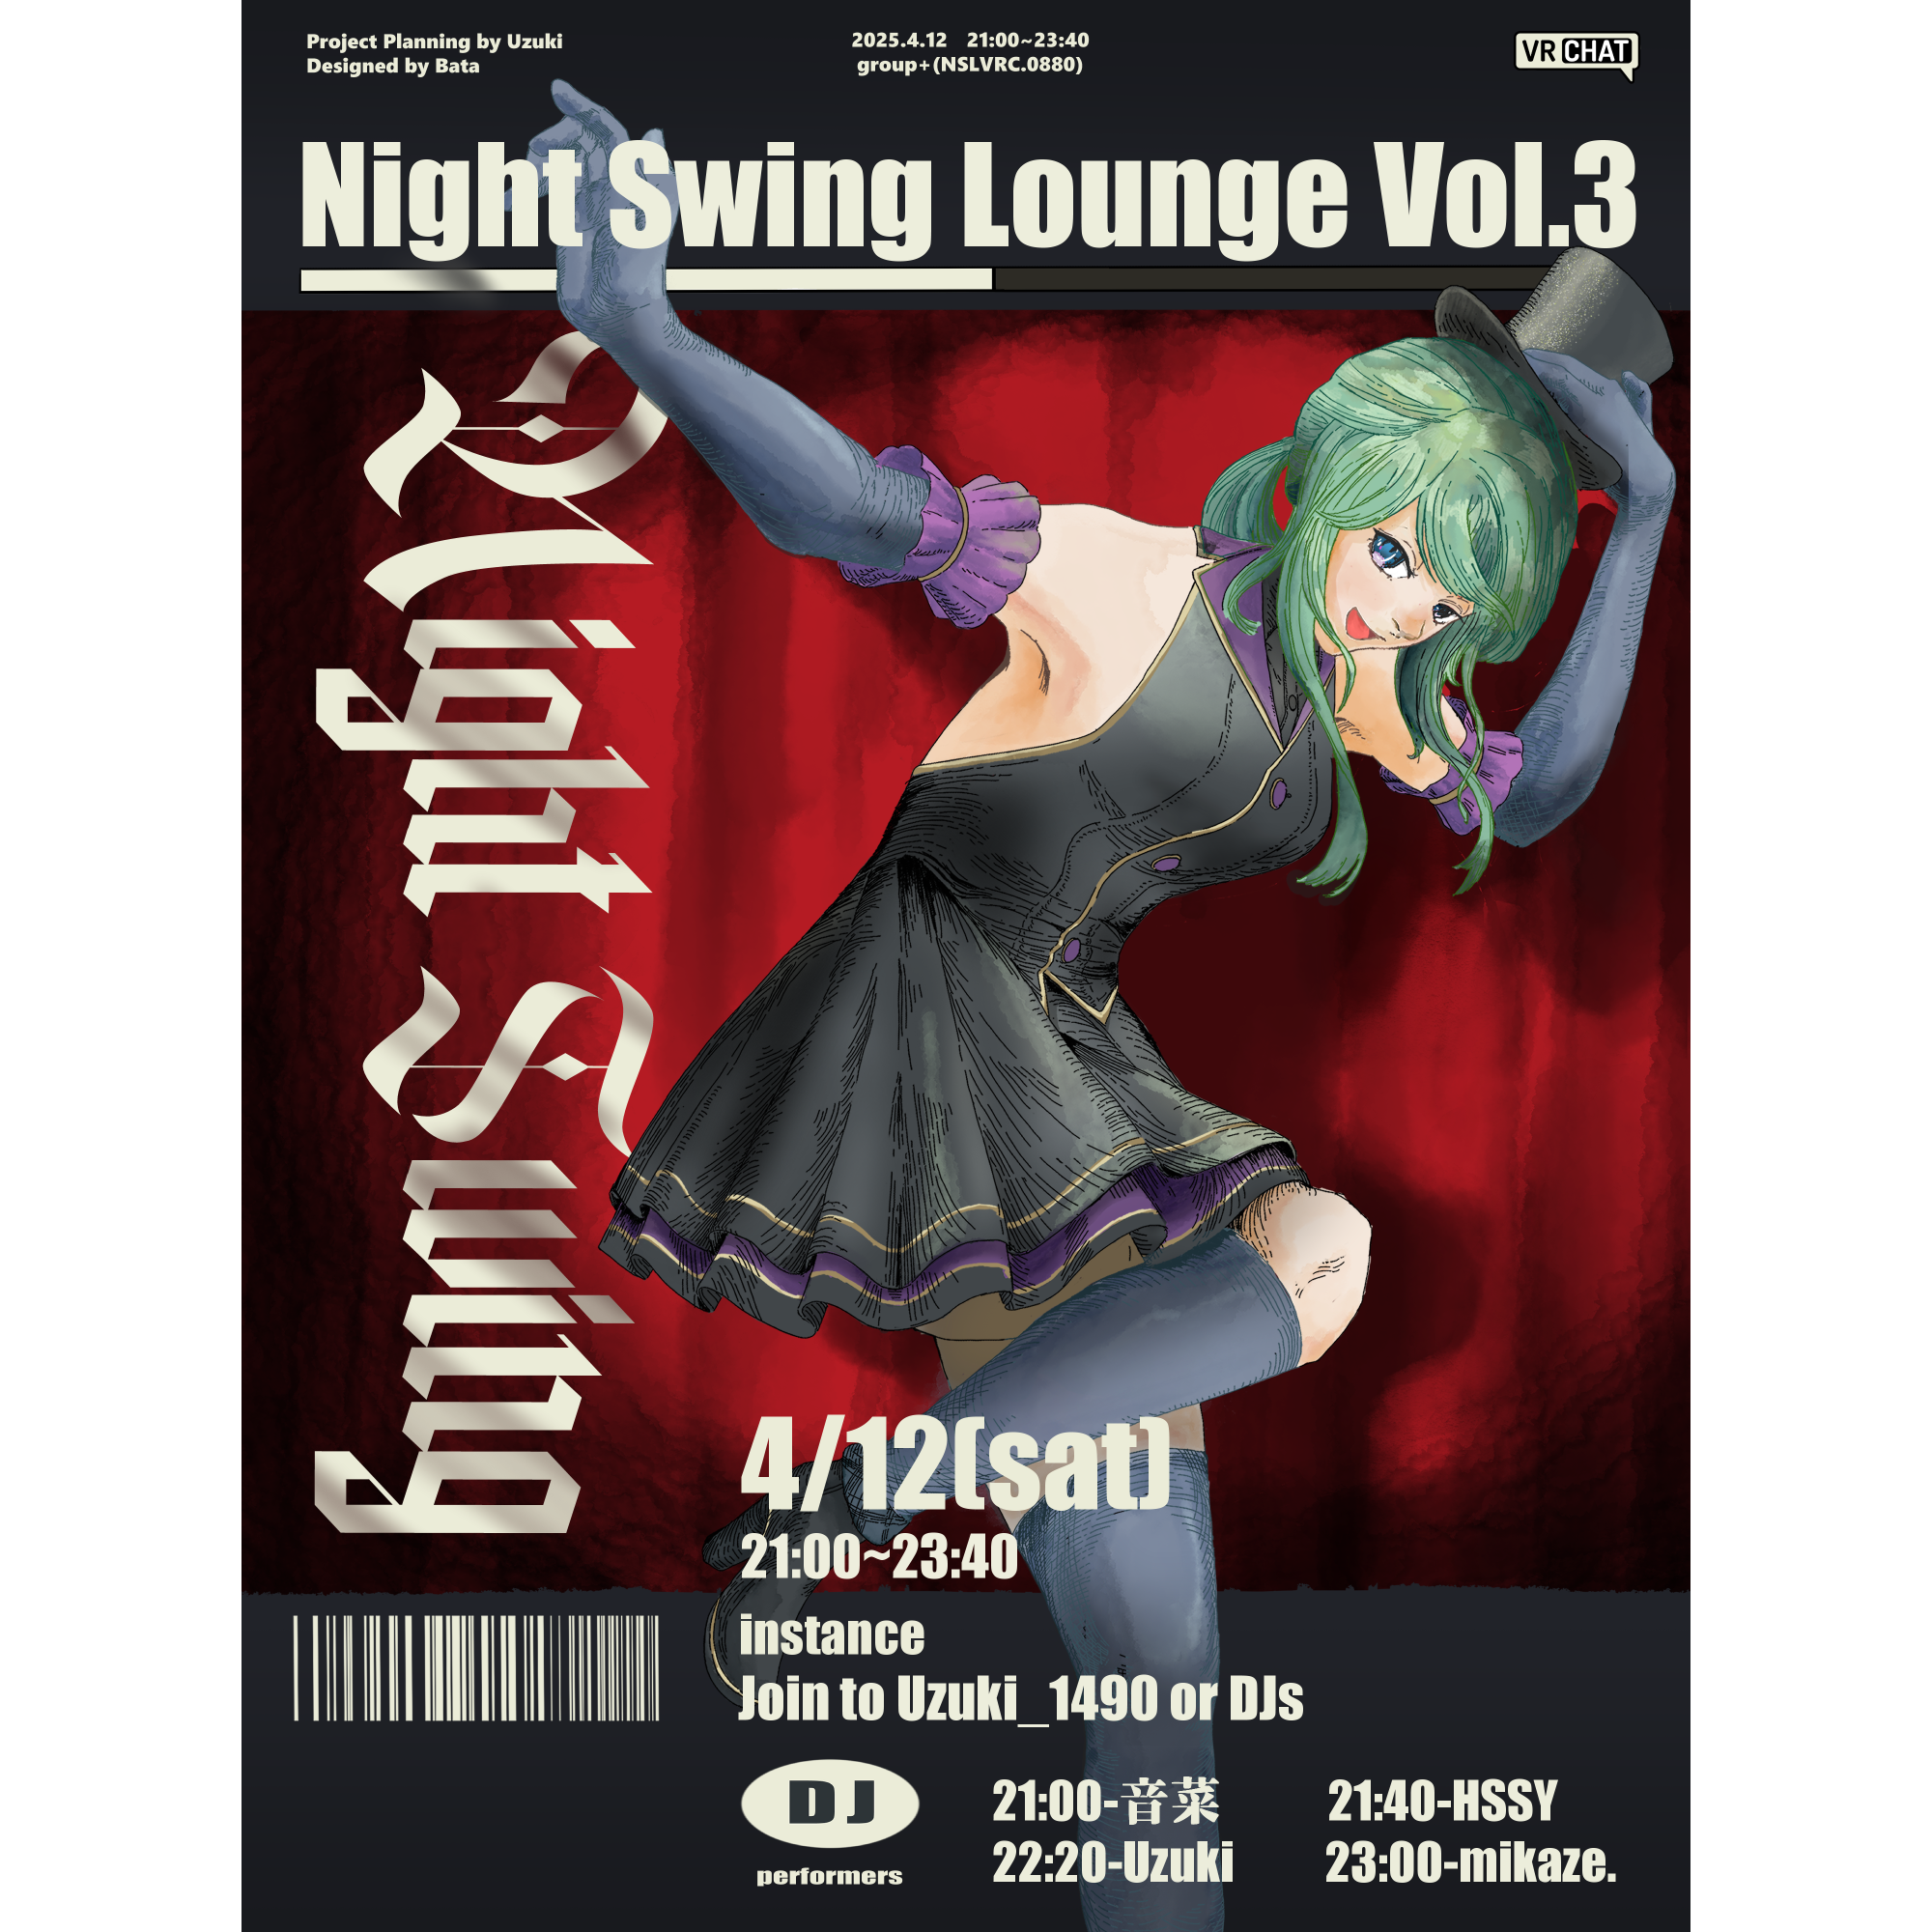 Project Planning by Uzuki
Designed by Bata
2025.4.12 21:00~23:40
group+(NSLVRC.0880)
VR CHAT
Night Swing Lounge Vol.3
Night Swing
4/12(sat)
21:00~23:40
instance
Join to Uzuki_1490 or DJs
DJ
performers
21:00-音菜
21:40-HSSY
22:20-Uzuki
23:00-mikaze.